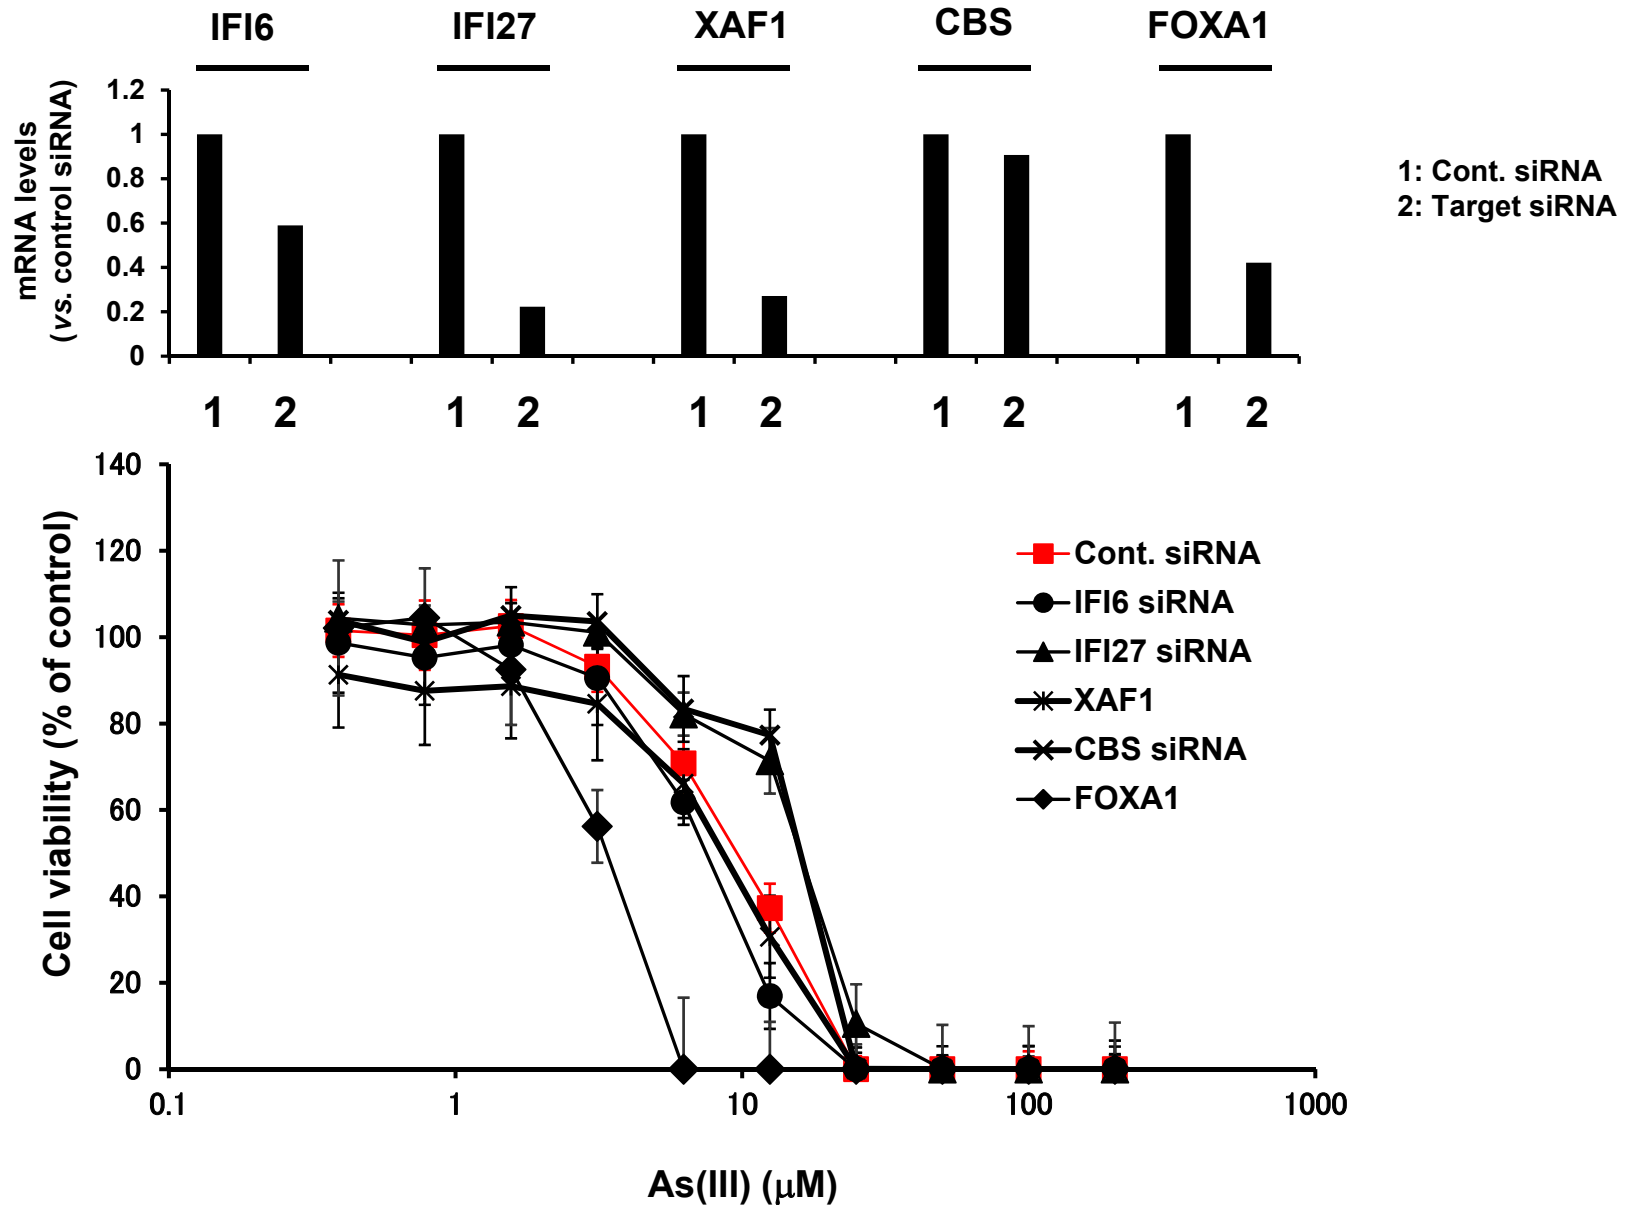 IFI6 IFI27 XAF1 CBS FOXA1
mRNA levels
(vs. control siRNA)
1.2
1
0.8
0.6
0.4
0.2
0
1 2 1 2 1 2 1 2 1 2
1: Cont. siRNA
2: Target siRNA
Cell viability (% of control)
140
120
100
80
60
40
20
0
0.1 1 10 100 1000
As(III) (μM)
Cont. siRNA
IFI6 siRNA
IFI27 siRNA
XAF1
CBS siRNA
FOXA1